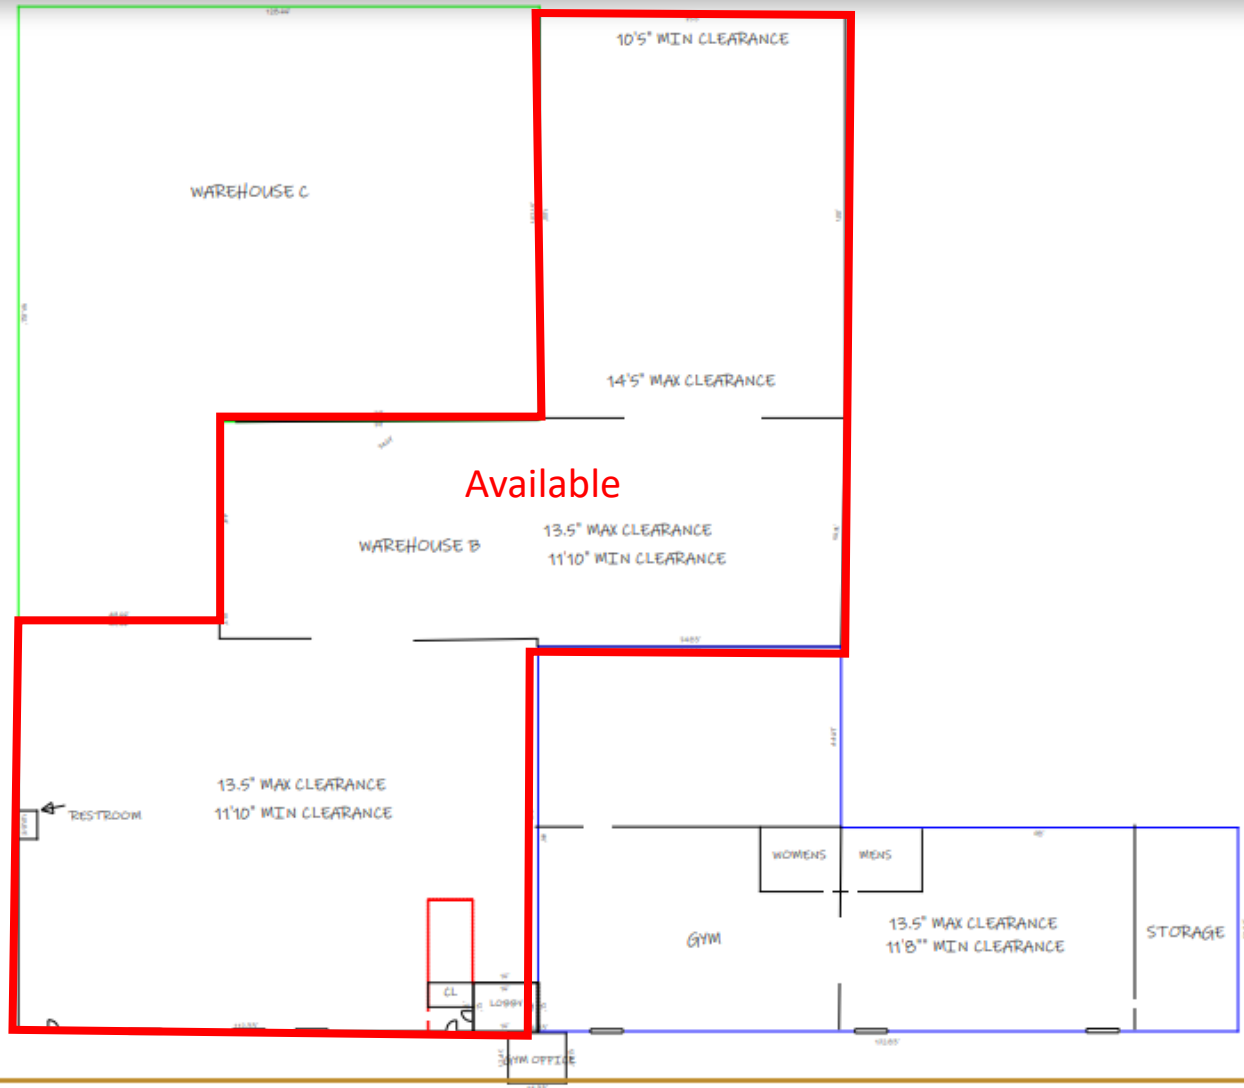 10'5" MIN CLEARANCE
WAREHOUSE C
14'5" MAX CLEARANCE
Available
13.5" MAX CLEARANCE
WAREHOUSE B
11'10" MIN CLEARANCE
13.5" MAX CLEARANCE
11'10" MIN CLEARANCE
RESTROOM
WOMENS
MENS
13.5" MAX CLEARANCE
GYM
11'8"" MIN CLEARANCE
STORAGE
CL
LOBBY
GYM OFFICE